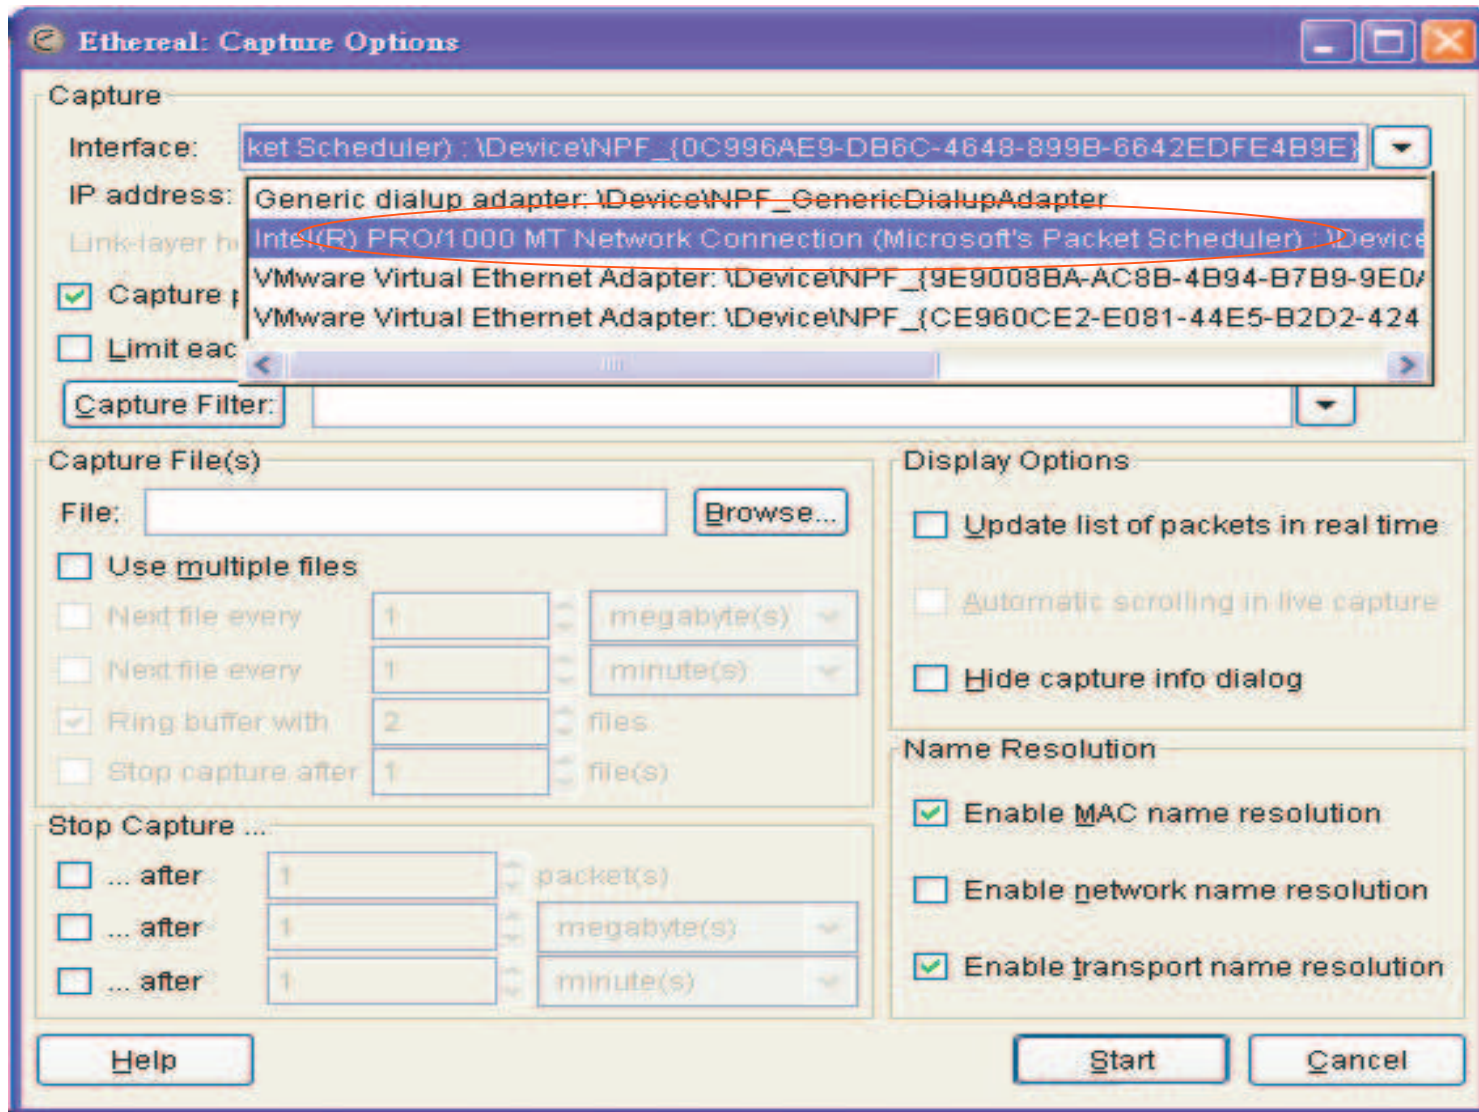 Ethereal: Capture Options
Capture
Interface: ket Scheduler) : \Device\NPF_{0C996AE9-DB6C-4648-899B-6642EDFE4B9E}
IP address:
Generic dialup adapter: \Device\NPF_GenericDialupAdapter
Link-layer h
Intel(R) PRO/1000 MT Network Connection (Microsoft's Packet Scheduler) : \Device
VMware Virtual Ethernet Adapter: \Device\NPF_{9E9008BA-AC8B-4B94-B7B9-9E0A
Capture p
VMware Virtual Ethernet Adapter: \Device\NPF_{CE960CE2-E081-44E5-B2D2-424
Limit eac
Capture Filter:
Capture File(s)
File: Browse...
Use multiple files
Next file every 1 megabyte(s)
Next file every 1 minute(s)
Ring buffer with 2 files
Stop capture after 1 file(s)
Stop Capture ...
... after 1 packet(s)
... after 1 megabyte(s)
... after 1 minute(s)
Display Options
Update list of packets in real time
Automatic scrolling in live capture
Hide capture info dialog
Name Resolution
Enable MAC name resolution
Enable network name resolution
Enable transport name resolution
Help Start Cancel